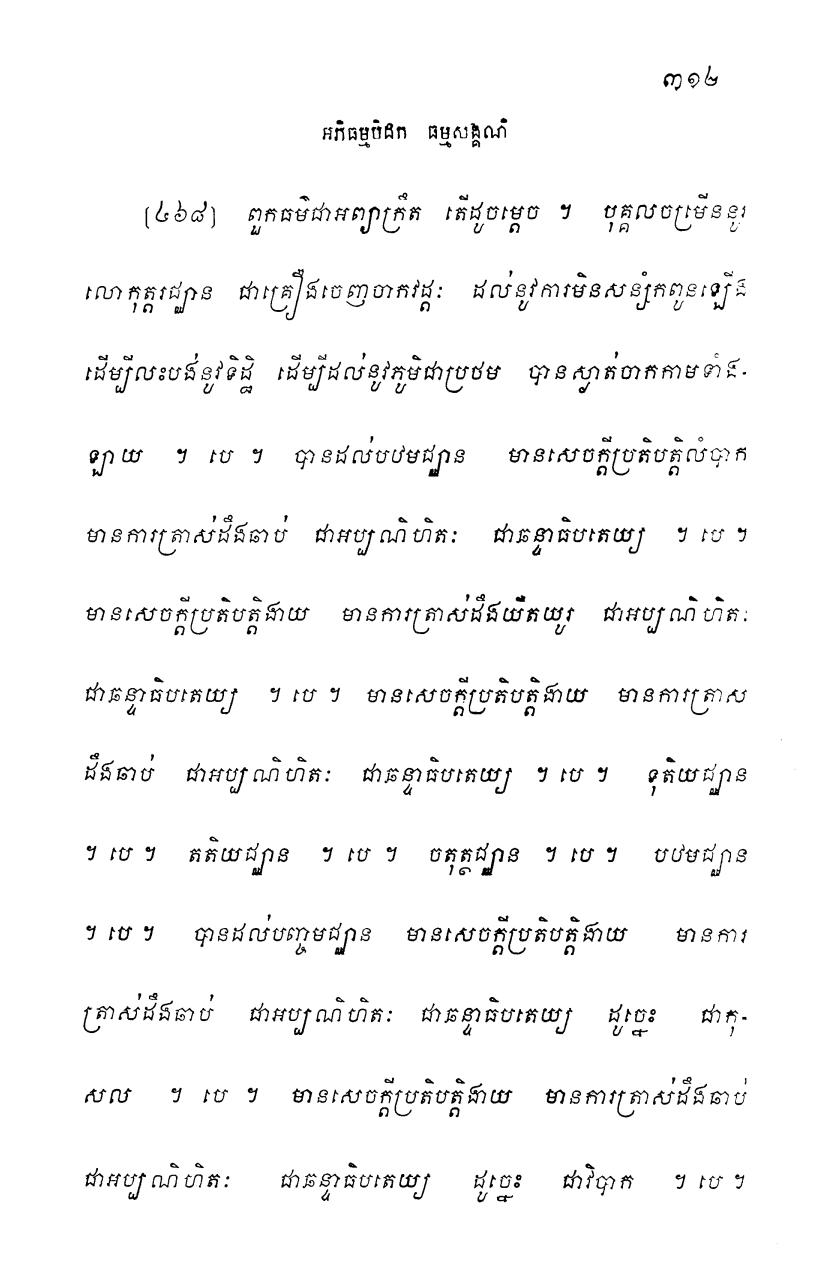 ៣១២
អភិធម្មបិដក ធម្មសង្គណី
[៤៦៨] ពួកធម៌ជាអព្យាក្រឹត តើដូចម្តេច ។ បុគ្គលចម្រើននូវ
លោកុត្តរជ្ឈាន ជាគ្រឿងចេញចាកវដ្តៈ ដល់នូវការមិនសន្សំកពូនឡើង
ដើម្បីលះបង់នូវទិដ្ឋិ ដើម្បីដល់នូវភូមិជាប្រថម បានស្ងាត់ចាកកាមទាំង-
ឡាយ ។ បេ ។ បានដល់បឋមជ្ឈាន មានសេចក្តីប្រតិបត្តិលំបាក
មានការត្រាស់ដឹងឆាប់ ជាអប្បណិហិតៈ ជាឆន្ទាធិបតេយ្យ ។ បេ ។
មានសេចក្តីប្រតិបត្តិងាយ មានការត្រាស់ដឹងយឺតយូរ ជាអប្បណិហិតៈ
ជាឆន្ទាធិបតេយ្យ ។ បេ ។ មានសេចក្តីប្រតិបត្តិងាយ មានការត្រាស
ដឹងឆាប់ ជាអប្បណិហិតៈ ជាឆន្ទាធិបតេយ្យ ។ បេ ។ ទុតិយជ្ឈាន
។ បេ ។ តតិយជ្ឈាន ។ បេ ។ ចតុត្ថជ្ឈាន ។ បេ ។ បឋមជ្ឈាន
។ បេ ។ បានដល់បញ្ចមជ្ឈាន មានសេចក្តីប្រតិបត្តិងាយ មានការ
ត្រាស់ដឹងឆាប់ ជាអប្បណិហិតៈ ជាឆន្ទាធិបតេយ្យ ដូច្នេះ ជាកុ-
សល ។ បេ ។ មានសេចក្តីប្រតិបត្តិងាយ មានការត្រាស់ដឹងឆាប់
ជាអប្បណិហិតៈ ជាឆន្ទាធិបតេយ្យ ដូច្នេះ ជាវិបាក ។ បេ ។